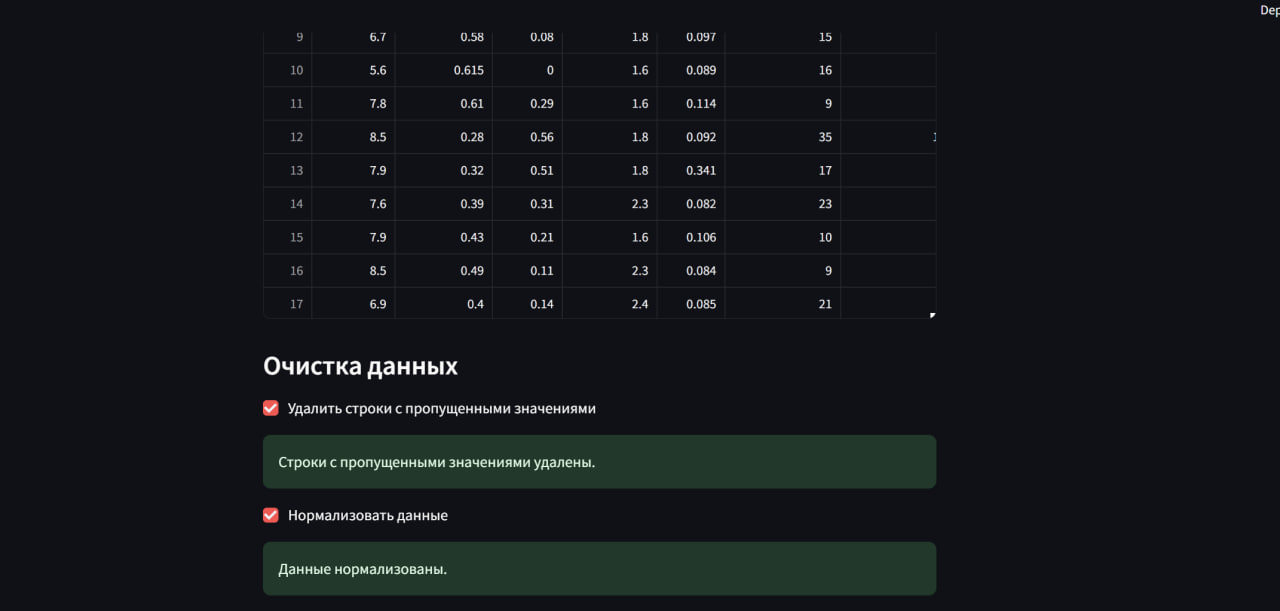 Dep
9 6.7 0.58 0.08 1.8 0.097 15
10 5.6 0.615 0 1.6 0.089 16
11 7.8 0.61 0.29 1.6 0.114 9
12 8.5 0.28 0.56 1.8 0.092 35 1
13 7.9 0.32 0.51 1.8 0.341 17
14 7.6 0.39 0.31 2.3 0.082 23
15 7.9 0.43 0.21 1.6 0.106 10
16 8.5 0.49 0.11 2.3 0.084 9
17 6.9 0.4 0.14 2.4 0.085 21
Очистка данных
Удалить строки с пропущенными значениями
Строки с пропущенными значениями удалены.
Нормализовать данные
Данные нормализованы.